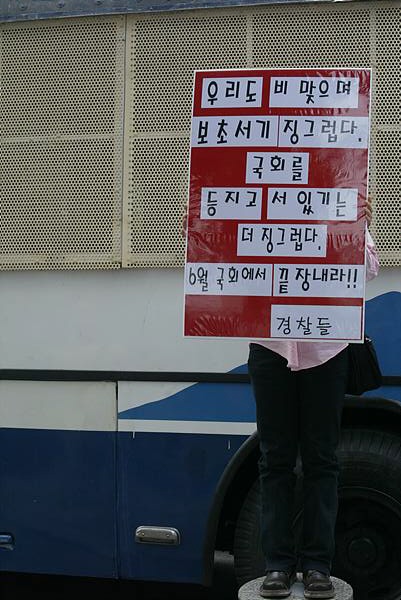 우리도 비 맞으며
보초서기 징그럽다.
국회를
등지고 서 있기는
더 징그럽다.
6월 국회에서 끝장내라!!
경찰들